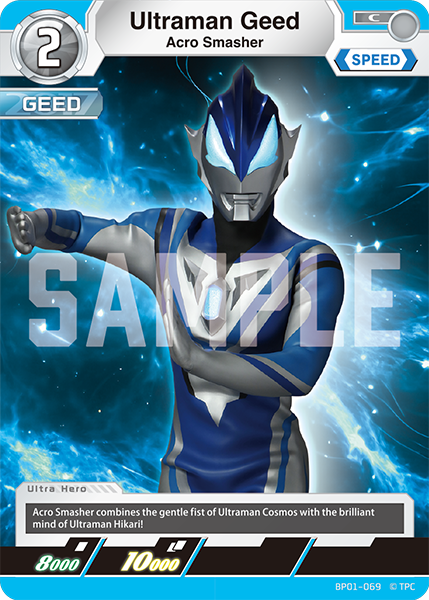 2
Ultraman Geed
Acro Smasher
C
SPEED
GEED
SAMPLE
Ultra Hero
Acro Smasher combines the gentle fist of Ultraman Cosmos with the brilliant
mind of Ultraman Hikari!
8000
10000
BP01-069 © TPC